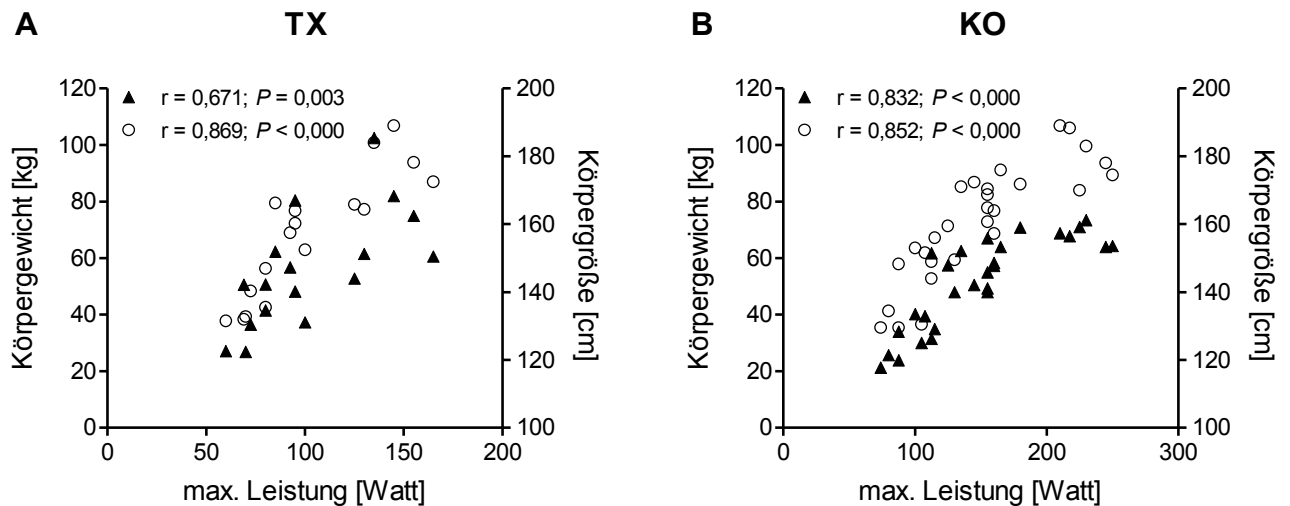 A
TX
▲ r = 0,671; P = 0,003
○ r = 0,869; P < 0,000
Körpergewicht [kg]
120
100
80
60
40
20
0
Körpergröße [cm]
200
180
160
140
120
100
0 50 100 150 200
max. Leistung [Watt]
B
KO
▲ r = 0,832; P < 0,000
○ r = 0,852; P < 0,000
Körpergewicht [kg]
120
100
80
60
40
20
0
Körpergröße [cm]
200
180
160
140
120
100
0 100 200 300
max. Leistung [Watt]